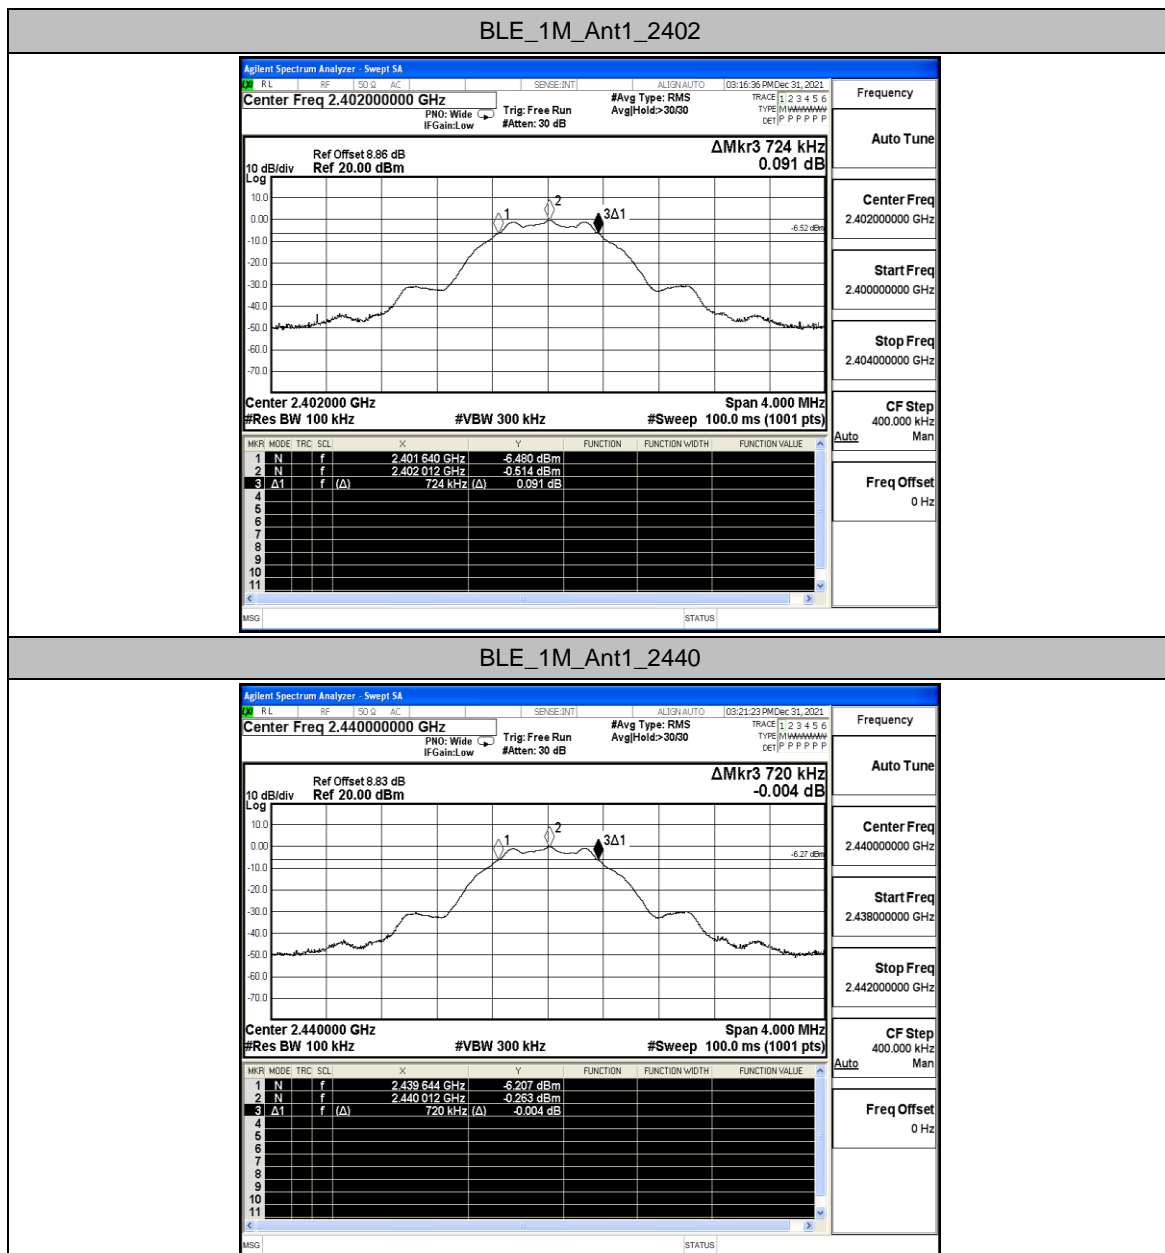 BLE_1M_Ant1_2402
Agilent Spectrum Analyzer - Swept SA
RL RF 50 Ω AC SENSE:INT ALIGN AUTO 03:16:36 PM Dec 31, 2021
Center Freq 2.402000000 GHz #Avg Type: RMS TRACE 1 2 3 4 5 6
PNO: Wide Trig: Free Run Avg|Hold:>30/30 TYPE M
IFGain:Low #Atten: 30 dB DET P P P P P P
Frequency
Auto Tune
ΔMkr3 724 kHz
0.091 dB
Ref Offset 8.86 dB
10 dB/div Ref 20.00 dBm
Log
10.0
0.00
-10.0
-20.0
-30.0
-40.0
-50.0
-60.0
-70.0
1
2
3Δ1
-6.52 dBm
Center Freq
2.402000000 GHz
Start Freq
2.400000000 GHz
Stop Freq
2.404000000 GHz
CF Step
400.000 kHz
Auto Man
Freq Offset
0 Hz
Center 2.402000 GHz Span 4.000 MHz
#Res BW 100 kHz #VBW 300 kHz #Sweep 100.0 ms (1001 pts)
MKR MODE TRC SCL X Y FUNCTION FUNCTION WIDTH FUNCTION VALUE
1 N f 2.401 640 GHz -6.480 dBm
2 N f 2.402 012 GHz -0.514 dBm
3 Δ1 f (Δ) 724 kHz (Δ) 0.091 dB
4
5
6
7
8
9
10
11
MSG STATUS
BLE_1M_Ant1_2440
Agilent Spectrum Analyzer - Swept SA
RL RF 50 Ω AC SENSE:INT ALIGN AUTO 03:21:23 PM Dec 31, 2021
Center Freq 2.440000000 GHz #Avg Type: RMS TRACE 1 2 3 4 5 6
PNO: Wide Trig: Free Run Avg|Hold:>30/30 TYPE M
IFGain:Low #Atten: 30 dB DET P P P P P P
Frequency
Auto Tune
ΔMkr3 720 kHz
-0.004 dB
Ref Offset 8.83 dB
10 dB/div Ref 20.00 dBm
Log
10.0
0.00
-10.0
-20.0
-30.0
-40.0
-50.0
-60.0
-70.0
1
2
3Δ1
-6.27 dBm
Center Freq
2.440000000 GHz
Start Freq
2.438000000 GHz
Stop Freq
2.442000000 GHz
CF Step
400.000 kHz
Auto Man
Freq Offset
0 Hz
Center 2.440000 GHz Span 4.000 MHz
#Res BW 100 kHz #VBW 300 kHz #Sweep 100.0 ms (1001 pts)
MKR MODE TRC SCL X Y FUNCTION FUNCTION WIDTH FUNCTION VALUE
1 N f 2.439 644 GHz -6.207 dBm
2 N f 2.440 012 GHz -0.263 dBm
3 Δ1 f (Δ) 720 kHz (Δ) -0.004 dB
4
5
6
7
8
9
10
11
MSG STATUS